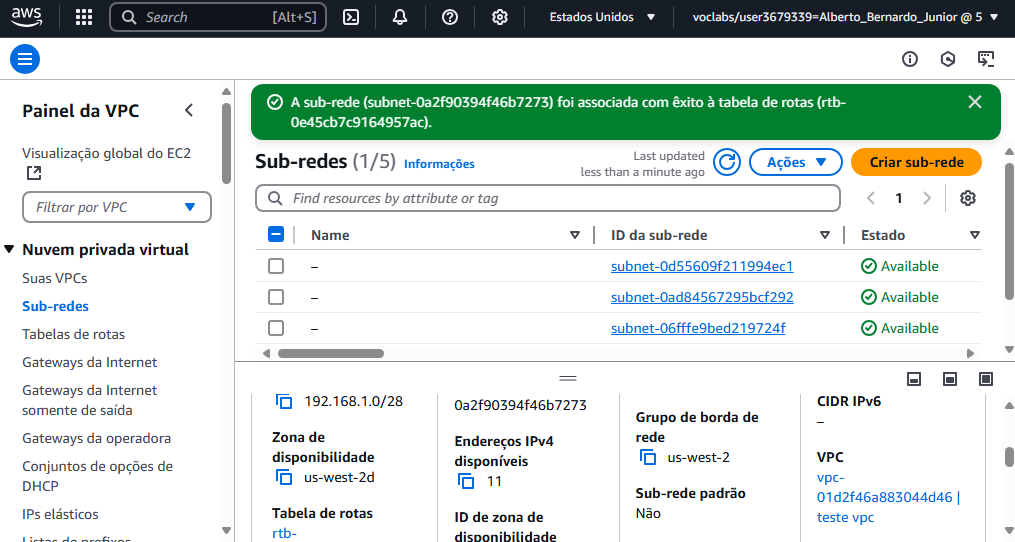 aws
Search [Alt+S]
Estados Unidos
voclabs/user3679339=Alberto_Bernardo_Junior @ 5
Painel da VPC
Visualização global do EC2
Filtrar por VPC
Nuvem privada virtual
Suas VPCs
Sub-redes
Tabelas de rotas
Gateways da Internet
Gateways da Internet
somente de saída
Gateways da operadora
Conjuntos de opções de
DHCP
IPs elásticos
Listas de prefixos
A sub-rede (subnet-0a2f90394f46b7273) foi associada com êxito à tabela de rotas (rtb-
0e45cb7c9164957ac).
Sub-redes (1/5) Informações
Last updated
less than a minute ago
Ações
Criar sub-rede
Find resources by attribute or tag
1
Name ID da sub-rede Estado
– subnet-0d55609f211994ec1 Available
– subnet-0ad84567295bcf292 Available
– subnet-06fffe9bed219724f Available
192.168.1.0/28
Zona de
disponibilidade
us-west-2d
Tabela de rotas
rtb-
0a2f90394f46b7273
Endereços IPv4
disponíveis
11
ID de zona de
disponibilidade
Grupo de borda de
rede
us-west-2
Sub-rede padrão
Não
CIDR IPv6
–
VPC
vpc-
01d2f46a883044d46 |
teste vpc